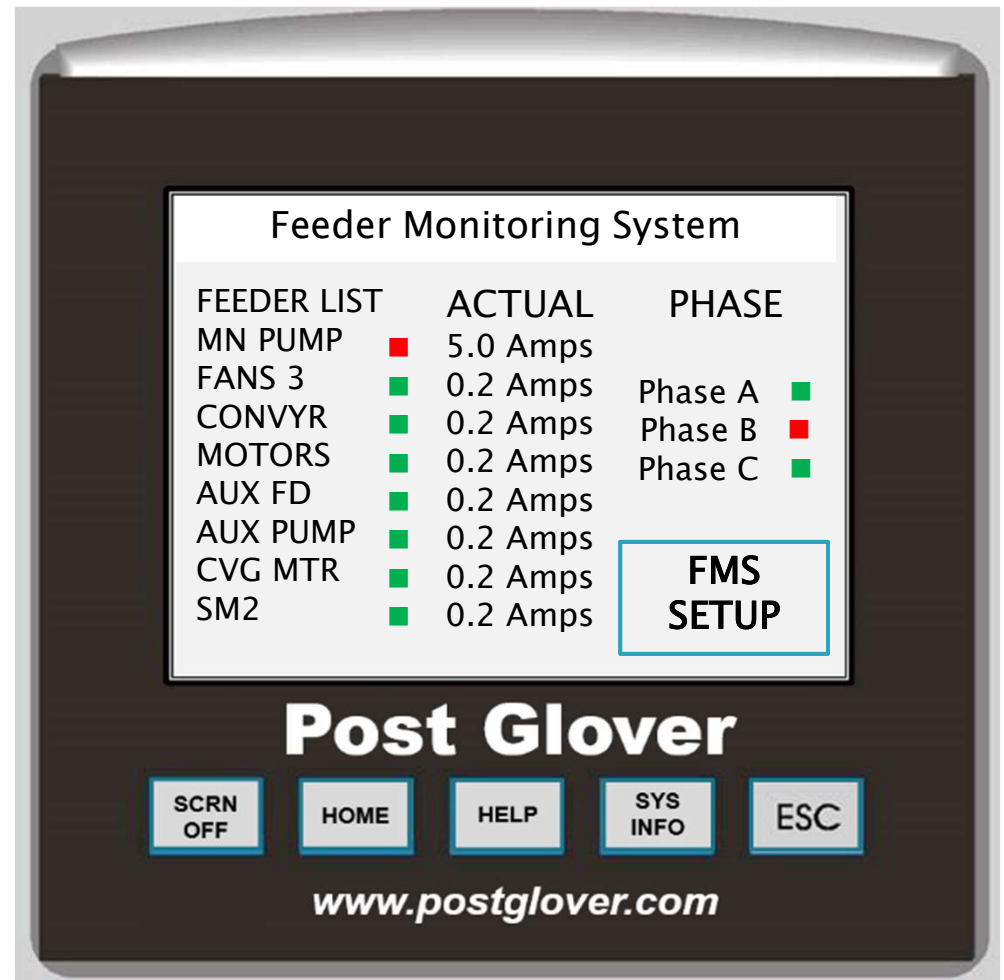 Feeder Monitoring System
FEEDER LIST ACTUAL PHASE
MN PUMP 5.0 Amps
FANS 3 0.2 Amps Phase A
CONVYR 0.2 Amps Phase B
MOTORS 0.2 Amps Phase C
AUX FD 0.2 Amps
AUX PUMP 0.2 Amps
CVG MTR 0.2 Amps
SM2 0.2 Amps
FMS
SETUP
Post Glover
SCRN OFF HOME HELP SYS INFO ESC
www.postglover.com